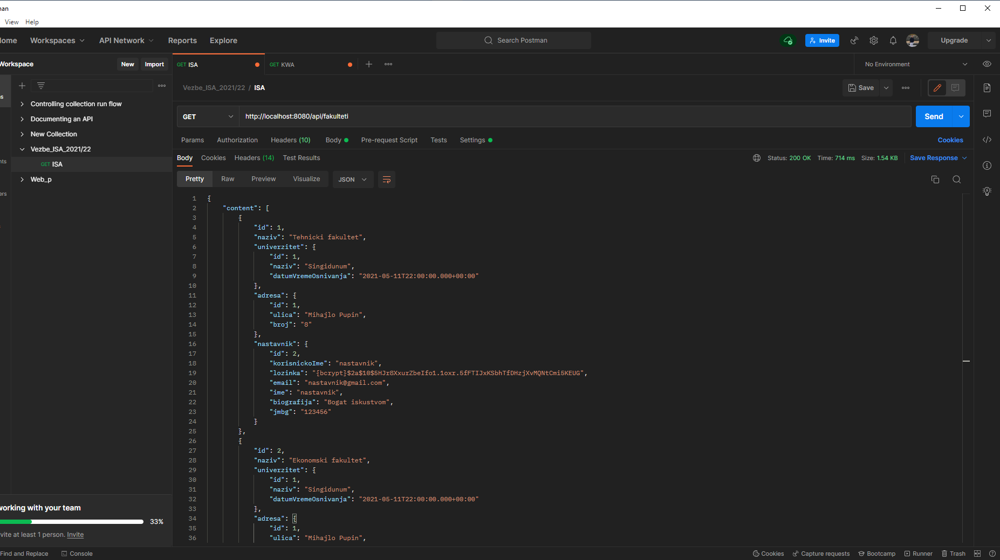 View Help
Workspaces API Network Reports Explore Search Postman Invite Upgrade
Workspace New Import GET ISA GET KWA No Environment
Vezbe_ISA_2021/22 / ISA Save
Controlling collection run flow
Documenting an API
New Collection
Vezbe_ISA_2021/22
GET ISA
Web_p
GET http://localhost:8080/api/fakulteti Send
Params Authorization Headers (10) Body Pre-request Script Tests Settings Cookies
Body Cookies Headers (14) Test Results Status: 200 OK Time: 714 ms Size: 1.54 KB Save Response
Pretty Raw Preview Visualize JSON
1 {
2 "content": [
3 {
4 "id": 1,
5 "naziv": "Tehnicki fakultet",
6 "univerzitet": {
7 "id": 1,
8 "naziv": "Singidunum",
9 "datumVremeOsnivanja": "2021-05-11T22:00:00.000+00:00"
10 },
11 "adresa": {
12 "id": 1,
13 "ulica": "Mihajlo Pupin",
14 "broj": "8"
15 },
16 "nastavnik": {
17 "id": 2,
18 "korisnickoIme": "nastavnik",
19 "lozinka": "{bcrypt}$2a$10$5HJr8XxurZbeIfo1.1oxr.5fFTIJxKSbhTfDHzjXvMQNtCmi5KEUG",
20 "email": "nastavnik@gmail.com",
21 "ime": "nastavnik",
22 "biografija": "Bogat iskustvom",
23 "jmbg": "123456"
24 }
25 },
26 {
27 "id": 2,
28 "naziv": "Ekonomski fakultet",
29 "univerzitet": {
30 "id": 1,
31 "naziv": "Singidunum",
32 "datumVremeOsnivanja": "2021-05-11T22:00:00.000+00:00"
33 },
34 "adresa": {
35 "id": 1,
36 "ulica": "Mihajlo Pupin",
working with your team
33%
vite at least 1 person. Invite
Find and Replace Console Cookies Capture requests Bootcamp Runner Trash